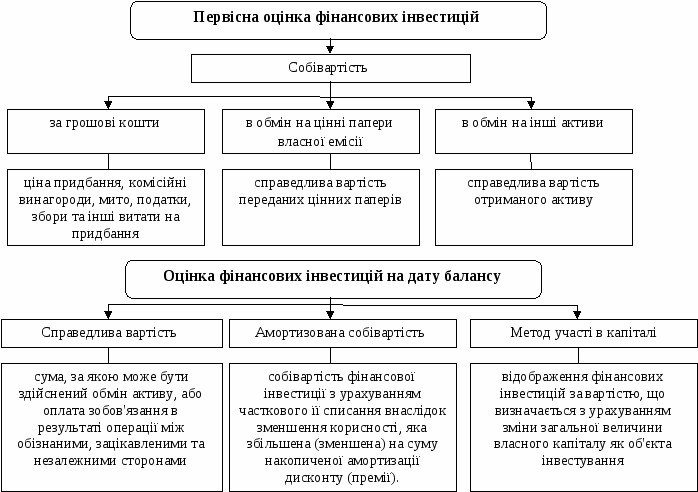 Первісна оцінка фінансових інвестицій
Собівартість
за грошові кошти
в обмін на цінні папери
власної емісії
в обмін на інші активи
ціна придбання, комісійні
винагороди, мито, податки,
збори та інші витати на
придбання
справедлива вартість
переданих цінних паперів
справедлива вартість
отриманого активу
Оцінка фінансових інвестицій на дату балансу
Справедлива вартість
Амортизована собівартість
Метод участі в капіталі
сума, за якою може бути
здійснений обмін активу, або
оплата зобов'язання в
результаті операції між
обізнаними, зацікавленими та
незалежними сторонами
собівартість фінансової
інвестиції з урахуванням
часткового її списання внаслідок
зменшення корисності, яка
збільшена (зменшена) на суму
накопиченої амортизації
дисконту (премії).
відображення фінансових
інвестицій за вартістю, що
визначається з урахуванням
зміни загальної величини
власного капіталу як об'єкта
інвестування